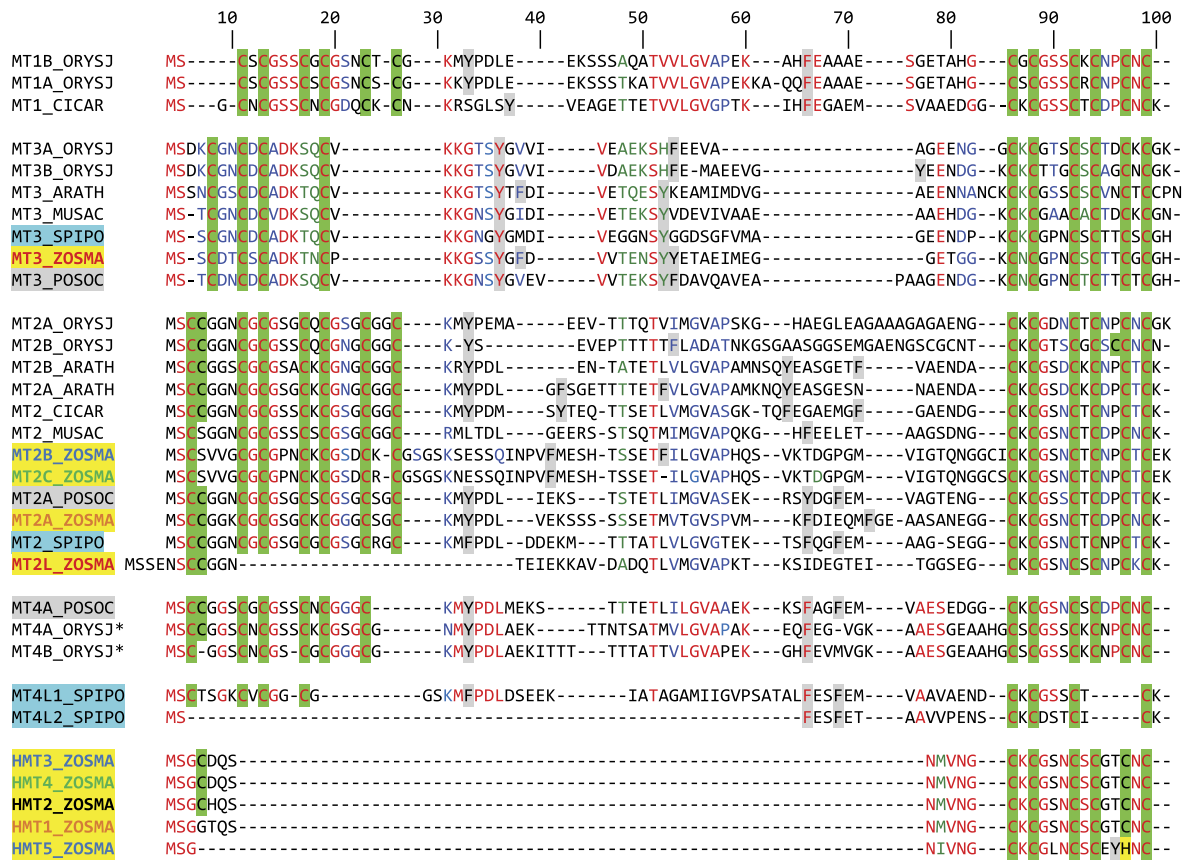 10 20 30 40 50 60 70 80 90 100
MT1B_ORYSJ MS-----CSCGSSCGCGSNCT-CG---KMYPDLE-----EKSSSAQATVVLGVAPEK---AHFEAAAE----SGETAHG---CGCGSSCKCNPCNC-
MT1A_ORYSJ MS-----CSCGSSCSCGSNCS-CG---KKYPDLE-----EKSSSTKATVVLGVAPEKKA-QQFEAAAE----SGETAHG---CSCGSSCRCNPCNC-
MT1_CICAR MS---G-CNCGSSCNCGDQCK-CN---KRSGLSY-----VEAGETTETVVLGVGPTK---IHFEGAEM----SVAAEDGG--CKCGSSCTCDPCNCK-
MT3A_ORYSJ MSDKCGNCDCADKSQCV----------KKGTSYGVVI-----VEAEKSHFEEVA-------------------AGEENG--GCKCGTSCSCTDCKCGK-
MT3B_ORYSJ MSDKCGNCDCADKSQCV----------KKGTSYGVVI-----VDAEKSHFE-MAEEVG---------------YEENDG--KCKCTTGCSCAGCNCGK-
MT3_ARATH MSSNCGSCDCADKTQCV----------KKGTSYTFDI-----VETQESYKEAMIMDVG---------------AEENNANCKCKCGSSCSCVNCTCCPN
MT3_MUSAC MS-TCGNCDCVDKSQCV----------KKGNSYGIDI-----VETEKSYVDEVIVAAE---------------AAEHDG--KCKCGAACACTDCKCGN-
MT3_SPIPO MS-SCGNCDCADKTQCV----------KKGNGYGMDI-----VEGGNSYGGDSGFVMA---------------GEENDP--KCKCGPNCSCTTCSCGH
MT3_ZOSMA MS-SCDTCSCADKTNCP----------KKGSSYGFD------VVTENSYYETAEIMEG----------------GETGG--KCNCGPNCSCTTCGCGH-
MT3_POSOC MS-TCDNCDCADKSQCV----------KKGNSYGVEV-----VVTEKSYFDAVQAVEA-------------PAAGENDG--KCNCGPNCSCTTCTCGH-
MT2A_ORYSJ MSCCGGNCGCGSGCQCGSGCGGC----KMYPEMA-----EEV-TTTQTVIMGVAPSKG---HAEGLEAGAAAGAGAENG---CKCGDNCTCNPCNCGK
MT2B_ORYSJ MSCCGGNCGCGSSCQCGNGCGGC----K-YS----------EVEPTTTTTFLADATNKGSGAASGGSEMGAENGSCGCNT---CKCGTSCGCSCCNCN-
MT2B_ARATH MSCCGGSCGCGSACKCGNGCGGC----KRYPDL--------EN-TATETLVLGVAPAMNSQYEASGETF------VAENDA---CKCGSDCKCNPCTCK-
MT2A_ARATH MSCCGGNCGCGSGCKCGNGCGGC----KMYPDL----GFSGETTTTETFVLGVAPAMKNQYEASGESN------NAENDA---CKCGSDCKCDPCTCK-
MT2_CICAR MSCCGGNCGCGSSCKCGNGCGGC----KMYPDM----SYTEQ-TTSETLVMGVASGK-TQFEGAEMGF------GAENDG---CKCGSNCTCNPCTCK-
MT2_MUSAC MSCSGGNCGCGSSCSCGSGCGGC----RMLTDL----GEERS-STSQTMIMGVAPQKG---HFEELET-----AAGSDNG---CKCGSNCTCDPCNCK-
MT2B_ZOSMA MSCSVVGCGCGPNCKCGSDCK-CGSGSKSESSQINPVFMESH-TSSETFILGVAPHQS---VKTDGPGM----VIGTQNGGCICKCGSNCTCNPCTCEK
MT2C_ZOSMA MSCSVVGCGCGPNCKCGSDCR-CGSGSKNESSQINPVFMESH-TSSET-ILGVAPHQS---VKTDGPGM----VIGTQNGGCSCKCGSNCTCNPCTCEK
MT2A_POSOC MSCCGGNCGCGSGCSCGSGCSGC----KMYPDL---IEKS----TSTETLIMGVASEK---RSYDGFEM----VAGTENG---CKCGSSCTCDPCTCK-
MT2A_ZOSMA MSCCGGKCGCGSGCKCGGGCSGC----KMYPDL---VEKSSS-SSSETMVTGVSPVM----KFDIEQMFGE--AASANEGG--CKCGSNCTCDPCNCK-
MT2_SPIPO MSCCGGNCGCGSGCGCGSGCRGC----KMFPDL--DDEKM---TTTATLVLGVGTEK---TSFQGFEM----AAG-SEGG---CKCGSNCTCNPCTCK-
MT2L_ZOSMA MSSENSCCGGN---------------------------TEIEKKAV-DADQTLVMGVAPKT---KSIDEGTEI-----TGGSEG---CKCGSNCSCNPCKCK-
MT4A_POSOC MSCCGGSCGCGSSCNCGGGC-------KMYPDLMEKS-------TTTETLILGVAAEK---KSFAGFEM----VAESEDGG--CKCGSNCSCDPCNC-
MT4A_ORYSJ* MSCCGGSCNCGSSCKCGSGCG------NMYPDLAEK-----TTNTSATMVLGVAPAK---EQFEG-VGK---AAESGEAAHGCSCGSSCKCNPCNC-
MT4B_ORYSJ* MSC-GGSCNCGS-CGCGGGCG------KMYPDLAEKITTT--TTTATTVLGVAPEK----GHFEVMVGK---AAESGEAAHGCSCGSSCKCNPCNC-
MT4L1_SPIPO MSCTSGKCVCGG-CG----------GSKMFPDLDSEEK-------IATAGAMIIGVPSATALFESFEM----VAAVAEND--CKCGSSCT-----CK-
MT4L2_SPIPO MS------------------------------------------------------------FESFET-----AAVVPENS--CKCDSTCI-----CK-
HMT3_ZOSMA MSGCDQS-------------------------------------------------------------------NMVNG---CKCGSNCSCGTCNC-
HMT4_ZOSMA MSGCDQS-------------------------------------------------------------------NMVNG---CKCGSNCSCGTCNC-
HMT2_ZOSMA MSGCHQS-------------------------------------------------------------------NMVNG---CKCGSNCSCGTCNC-
HMT1_ZOSMA MSGGTQS-------------------------------------------------------------------NMVNG---CKCGSNCSCGTCNC-
HMT5_ZOSMA MSG-----------------------------------------------------------------------NIVNG---CKCGLNCSCEYHNC-